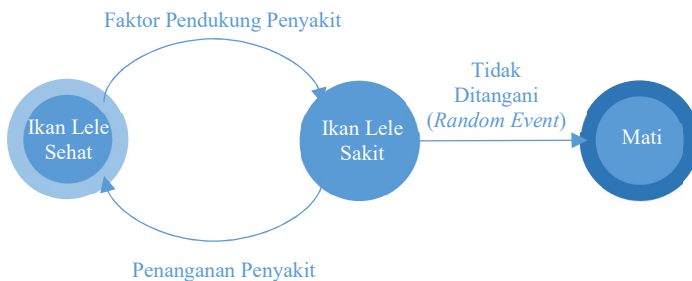 Faktor Pendukung Penyakit
Ikan Lele
Sehat
Ikan Lele
Sakit
Tidak
Ditangani
(Random Event)
Mati
Penanganan Penyakit